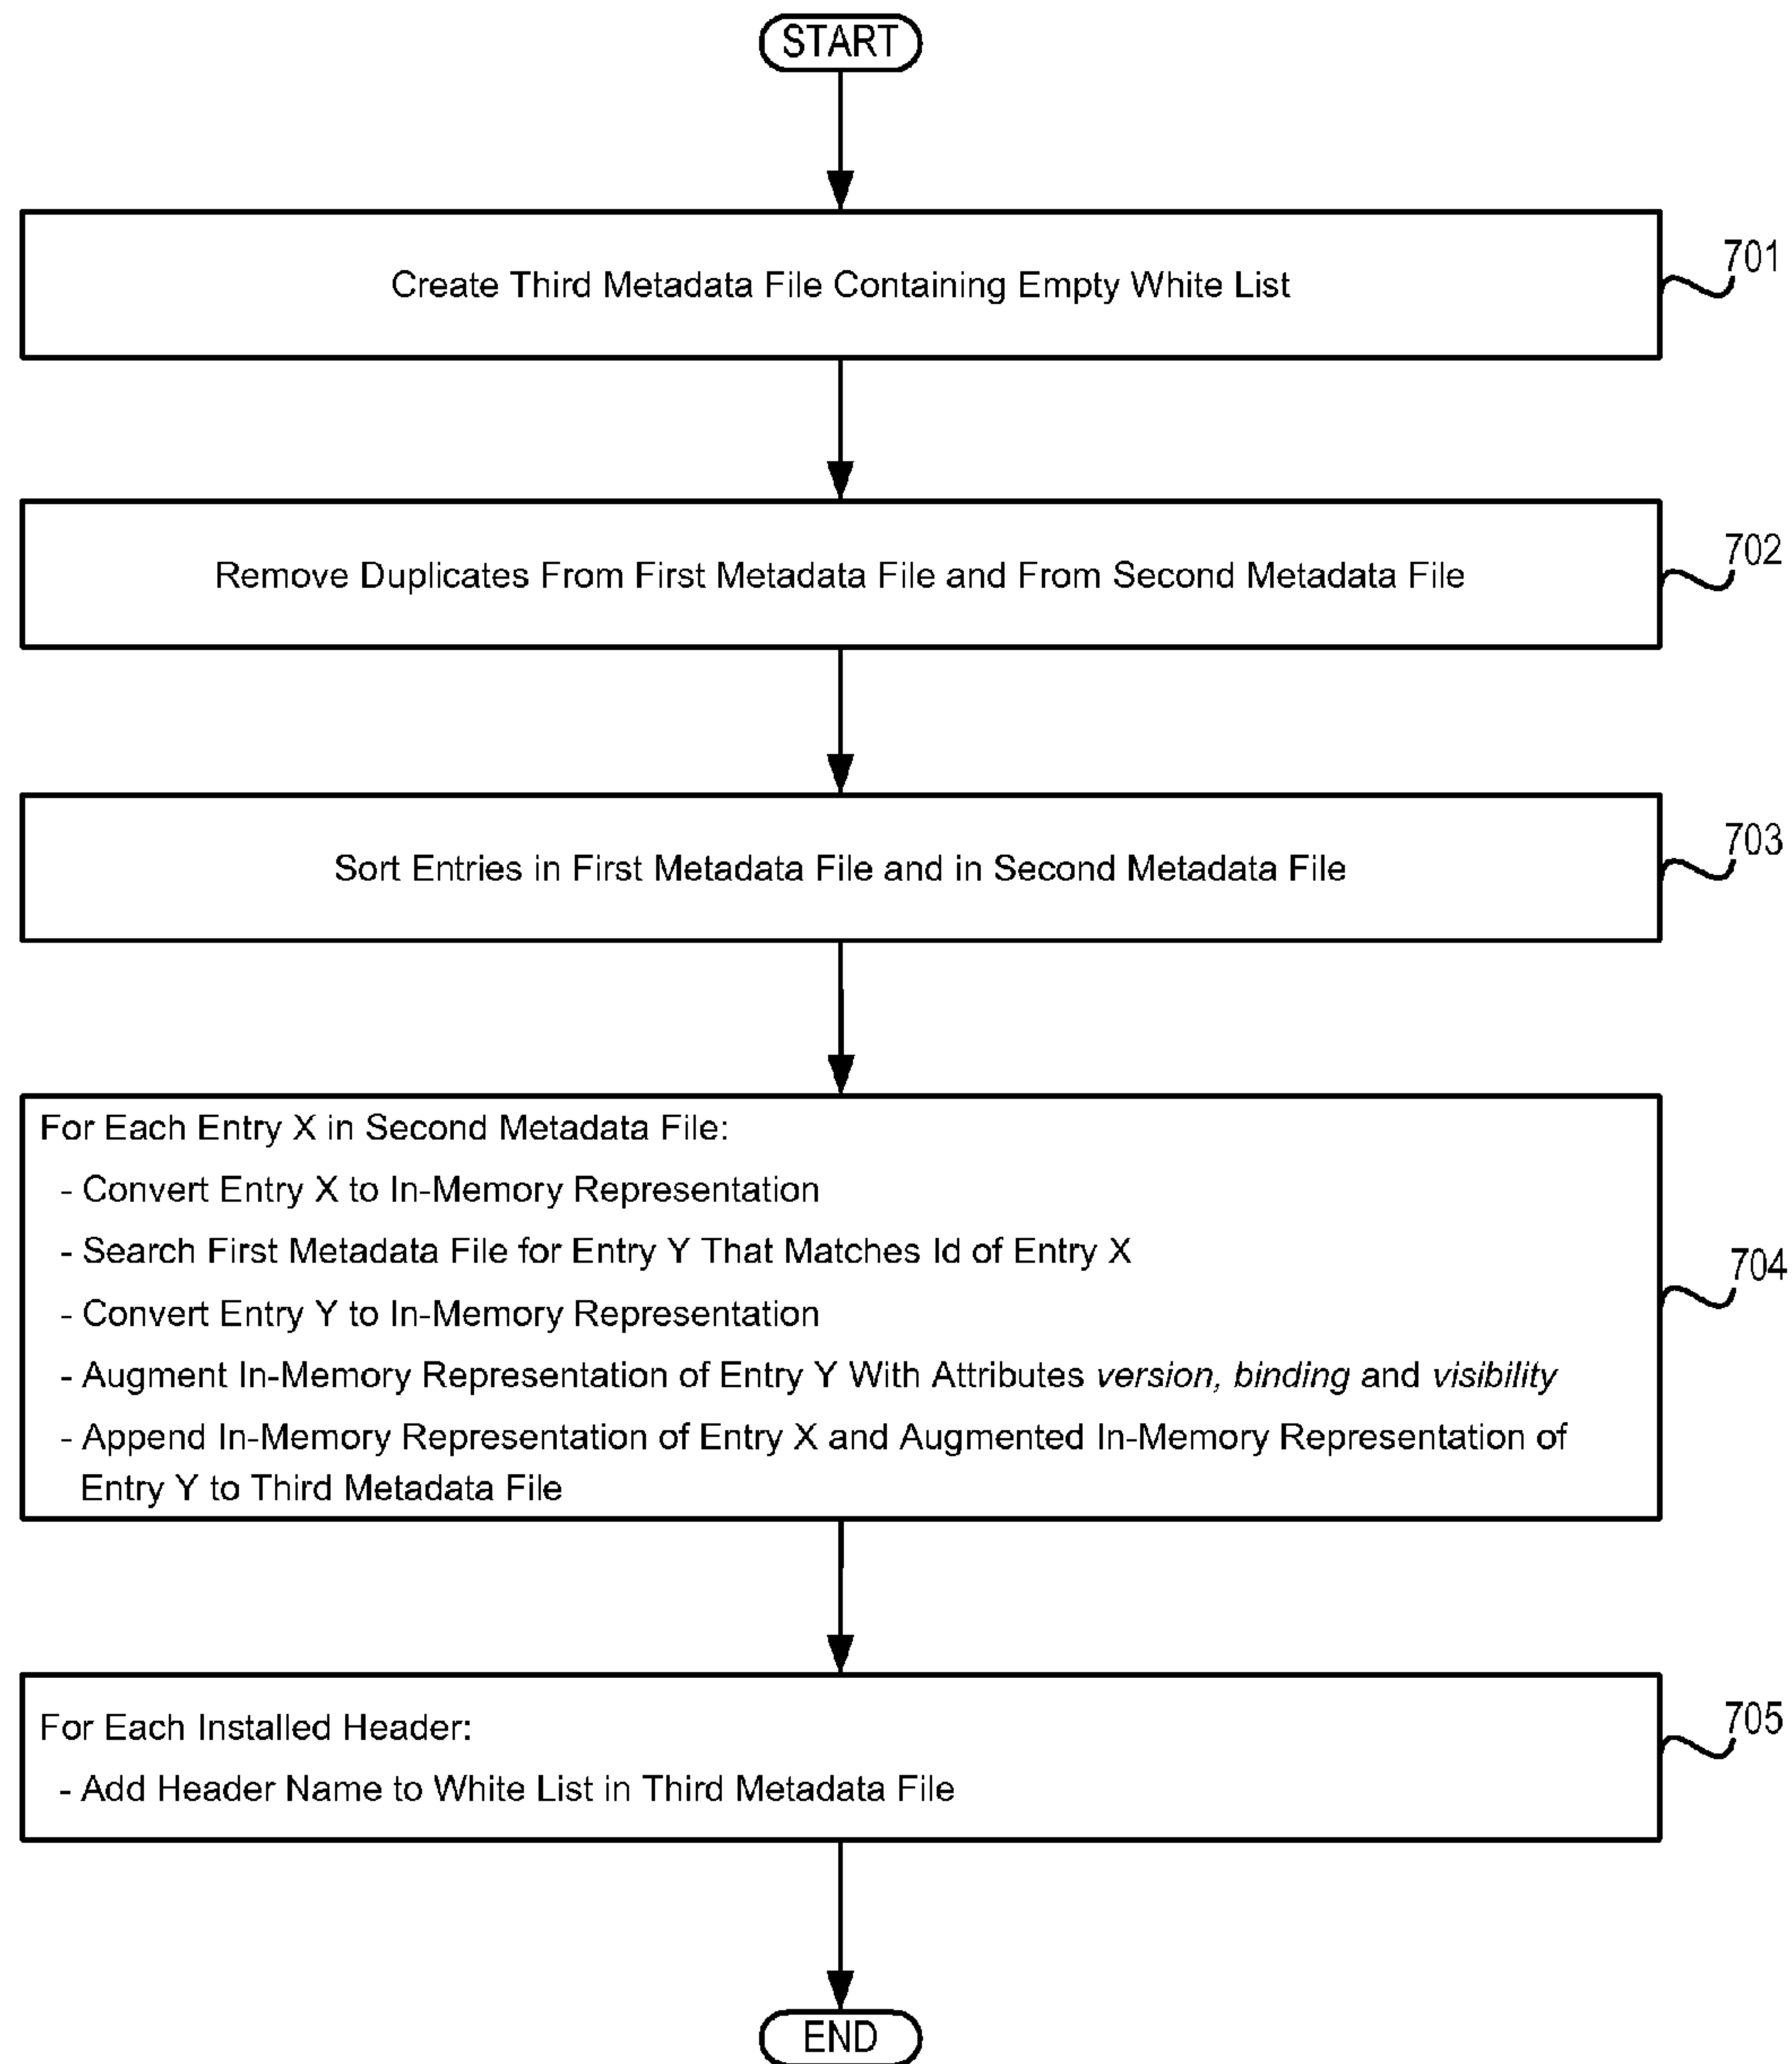 START
Create Third Metadata File Containing Empty White List
701
Remove Duplicates From First Metadata File and From Second Metadata File
702
Sort Entries in First Metadata File and in Second Metadata File
703
For Each Entry X in Second Metadata File:
- Convert Entry X to In-Memory Representation
- Search First Metadata File for Entry Y That Matches Id of Entry X
- Convert Entry Y to In-Memory Representation
- Augment In-Memory Representation of Entry Y With Attributes version, binding and visibility
- Append In-Memory Representation of Entry X and Augmented In-Memory Representation of
Entry Y to Third Metadata File
704
For Each Installed Header:
- Add Header Name to White List in Third Metadata File
705
END